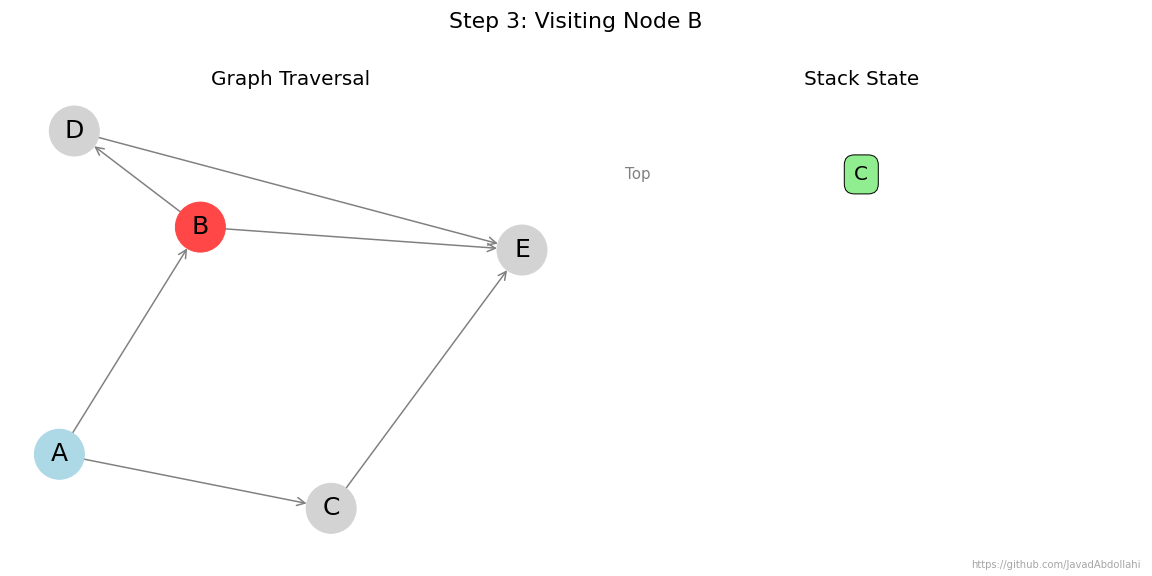 Step 3: Visiting Node B
Graph Traversal
Stack State
D
Top
C
B
E
A
C
https://github.com/JavadAbdollahi